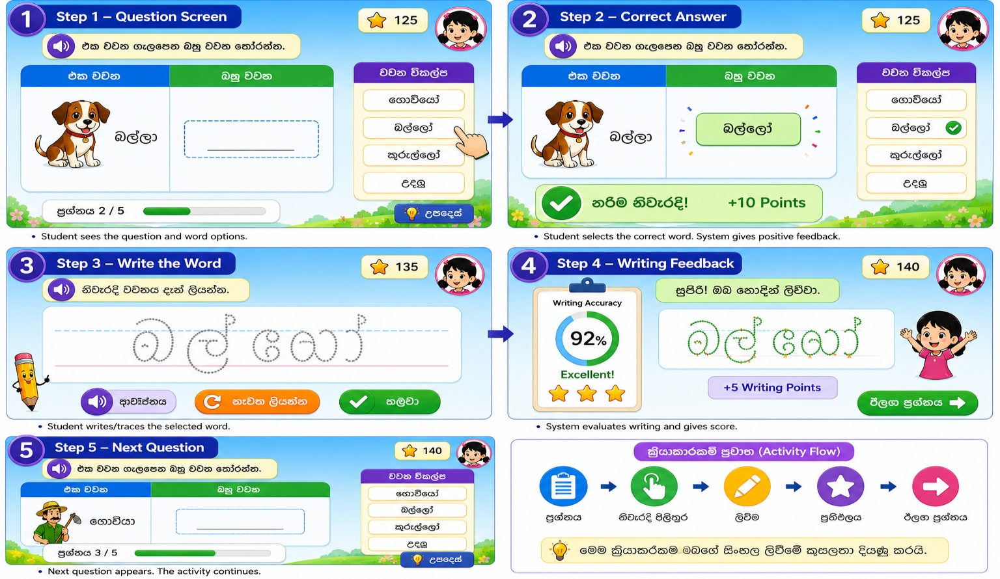 1 Step 1 – Question Screen
125
එක වචන ගැලපෙන බහු වචන තෝරන්න.
එක වචන
බහු වචන
බල්ලා
වචන විකල්ප
ගොවියෝ
බල්ලෝ
කුරුල්ලෝ
උදලු
ප්‍රශ්නය 2 / 5
උපදෙස්
• Student sees the question and word options.
2 Step 2 – Correct Answer
125
එක වචන ගැලපෙන බහු වචන තෝරන්න.
එක වචන
බහු වචන
බල්ලා
බල්ලෝ
වචන විකල්ප
ගොවියෝ
බල්ලෝ
කුරුල්ලෝ
උදලු
නරිම නිවැරදි!
+10 Points
• Student selects the correct word. System gives positive feedback.
3 Step 3 – Write the Word
135
නිවැරදි වචනය දැන් ලියන්න.
නැවත ලියන්න
හලුවා
• Student writes/traces the selected word.
4 Step 4 – Writing Feedback
140
Writing Accuracy
92%
Excellent!
සුපිරි! ඔබ නොදින් ලිවීවා.
+5 Writing Points
ඊලඟ ප්‍රශ්කය
• System evaluates writing and gives score.
5 Step 5 – Next Question
140
එක වචන ගැලපෙන බහු වචන තෝරන්න.
එක වචන
බහු වචන
ගොවියා
වචන විකල්ප
ගොවියෝ
බල්ලෝ
කුරුල්ලෝ
උදලු
ප්‍රශ්නය 3 / 5
උපදෙස්
• Next question appears. The activity continues.
ක්‍රියාකාරකම් ප්‍රවාහ (Activity Flow)
ප්‍රශ්නය
නිවැරදි පිලිතුර
ලිවීම
ප්‍රතිඵලය
ඊලඟ ප්‍රශ්නය
මෙම ක්‍රියාකරකම ඔබගේ සිංහල ලිවීමේ කුසලතා දියුණු කරයි.